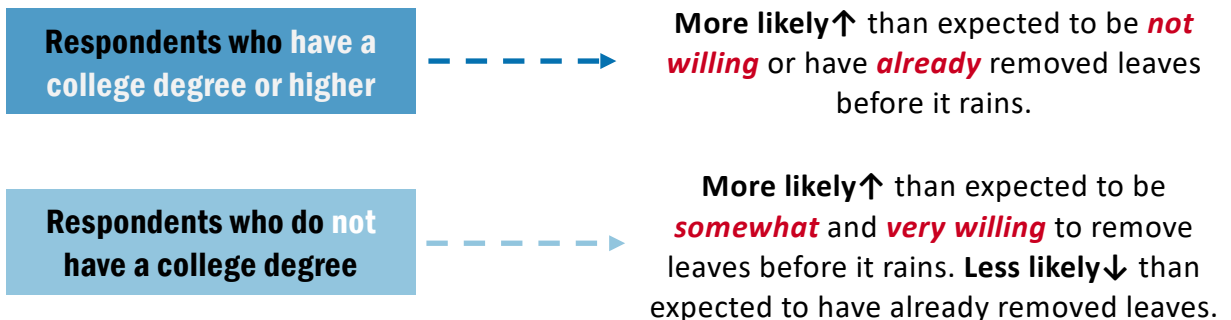 Respondents who have a
college degree or higher
More likely↑ than expected to be not
willing or have already removed leaves
before it rains.
Respondents who do not
have a college degree
More likely↑ than expected to be
somewhat and very willing to remove
leaves before it rains. Less likely↓ than
expected to have already removed leaves.